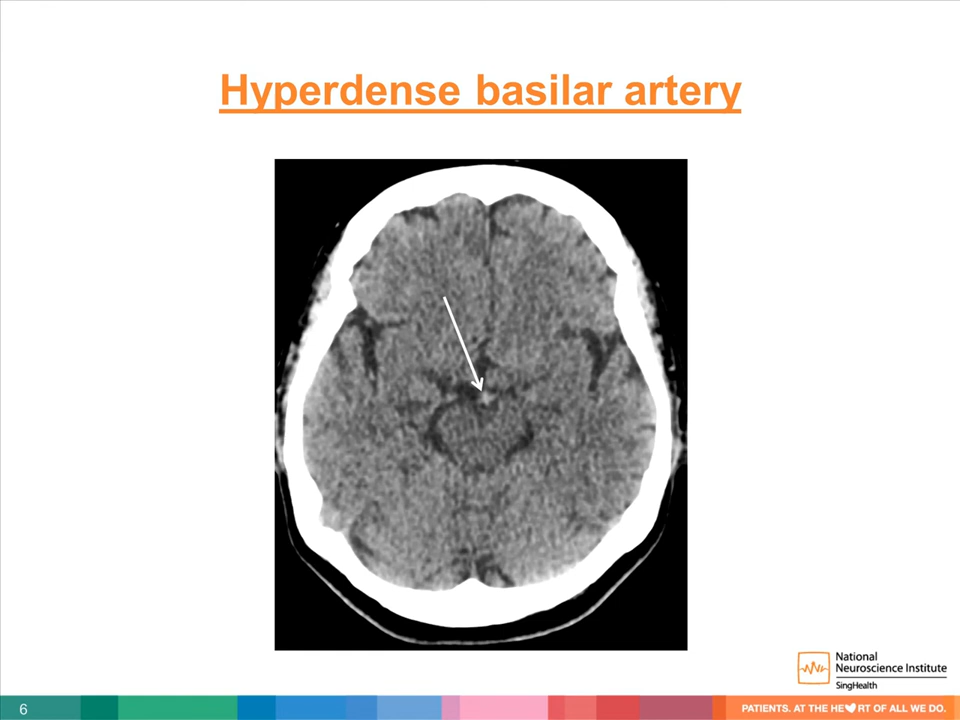 Hyperdense basilar artery
National
Neuroscience Institute
SingHealth
6
PATIENTS. AT THE HE♥RT OF ALL WE DO.